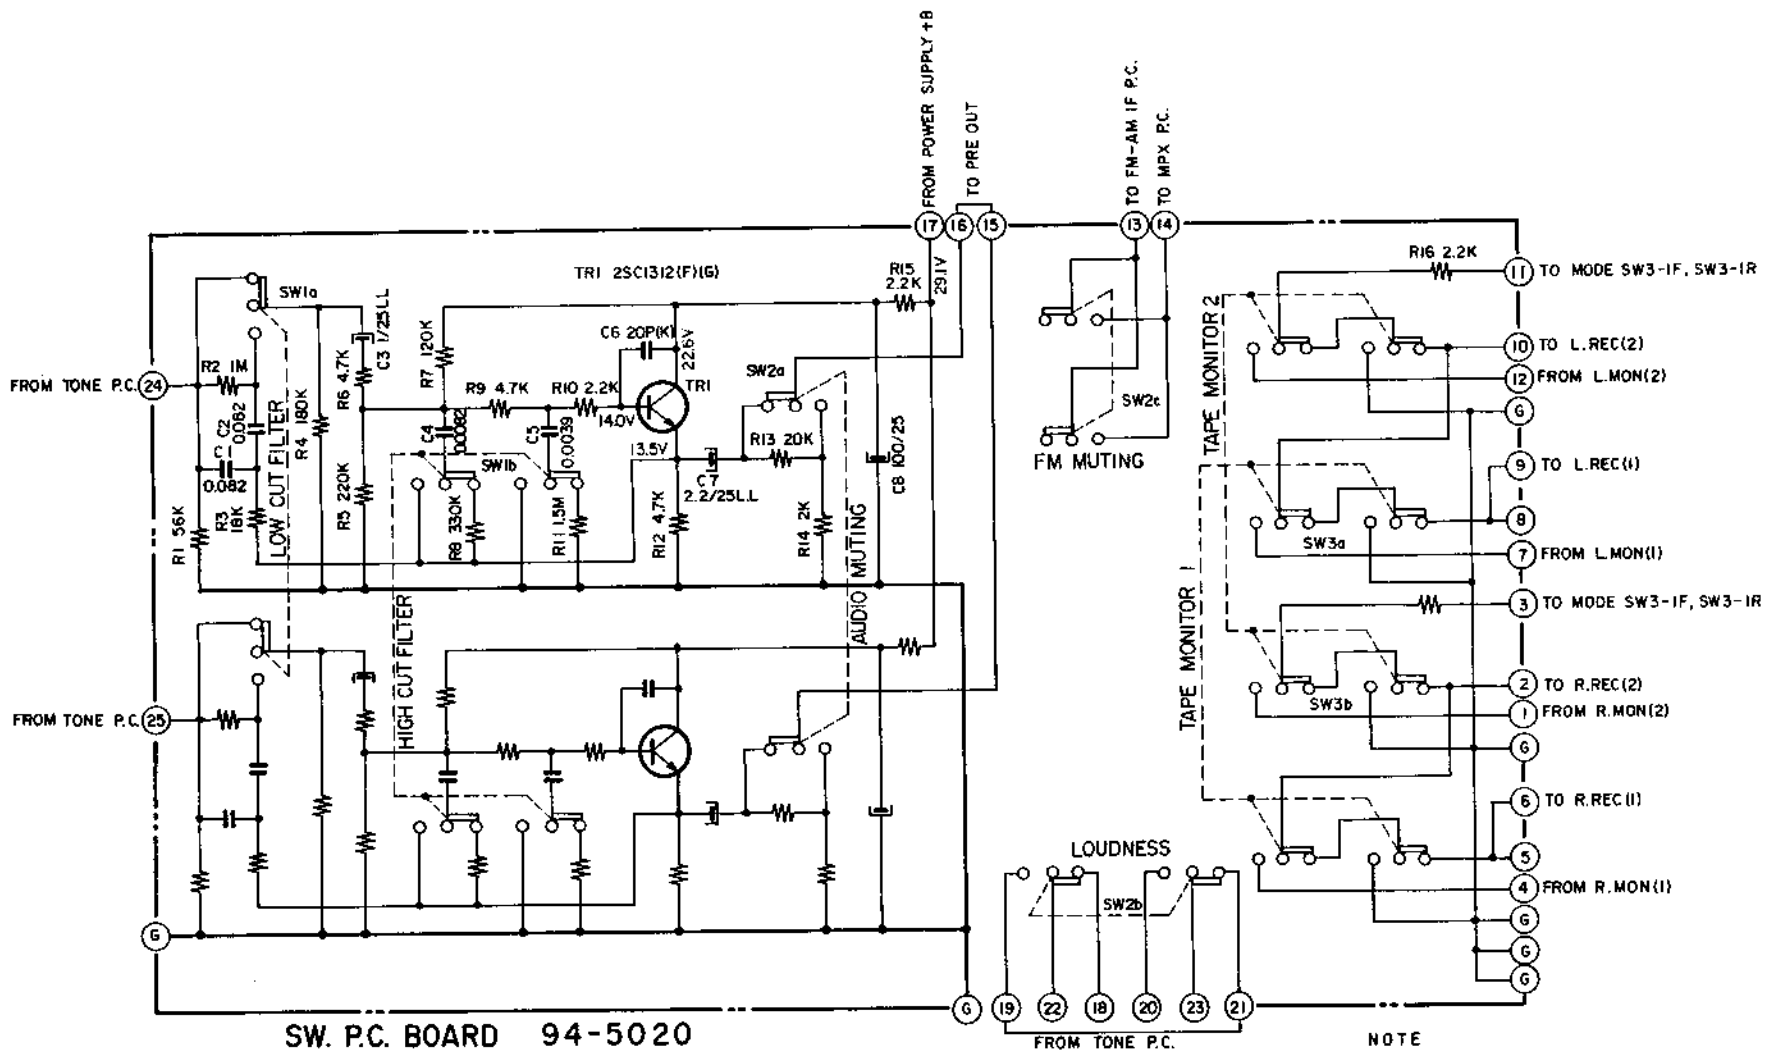 FROM POWER SUPPLY +B
TO PRE OUT
TO FM-AM IF P.C.
TO MPX P.C.
17
16
15
13
14
R16 2.2K
11 TO MODE SW3-1F, SW3-1R
SW1a
TR1 2SC1312(F)(G)
R15
2.2K
29.1V
C3 1/25LL
C6 20P(K)
22.6V
R7 120K
TAPE MONITOR 2
10 TO L.REC(2)
12 FROM L.MON(2)
FROM TONE P.C. 24
R2 1M
R6 4.7K
R9 4.7K
R10 2.2K
TR1
SW2a
SW2c
G
C2
0.082
R4 180K
14.0V
C4
0.0082
C5
0.0039
13.5V
R13 20K
C8 100/25
FM MUTING
C1
0.082
LOW CUT FILTER
SW1b
C7
2.2/25L.L
9 TO L.REC(1)
8
SW3a
7 FROM L.MON(1)
R1 56K
R3
18K
R5 220K
R8 330K
R11 1.5M
R12 4.7K
R14 2K
AUDIO MUTING
HIGH CUT FILTER
TAPE MONITOR 1
3 TO MODE SW3-1F, SW3-1R
2 TO R.REC(2)
SW3b
1 FROM R.MON(2)
FROM TONE P.C. 25
G
6 TO R.REC(1)
5
4 FROM R.MON(1)
LOUDNESS
SW2b
G
G
G
G
G
19
22
18
20
23
21
FROM TONE P.C.
SW. P.C. BOARD 94-5020
NOTE